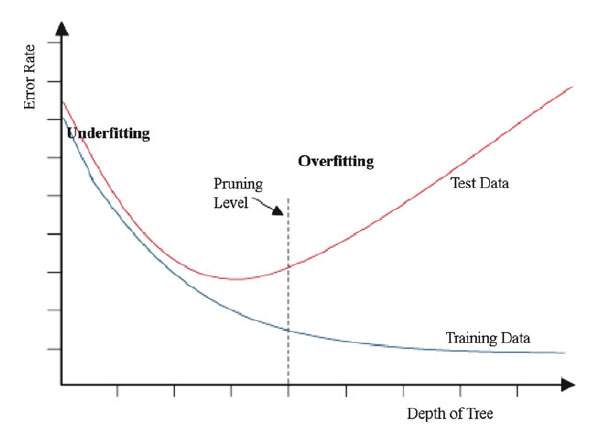 Error Rate
Underfitting
Overfitting
Pruning
Level
Test Data
Training Data
Depth of Tree